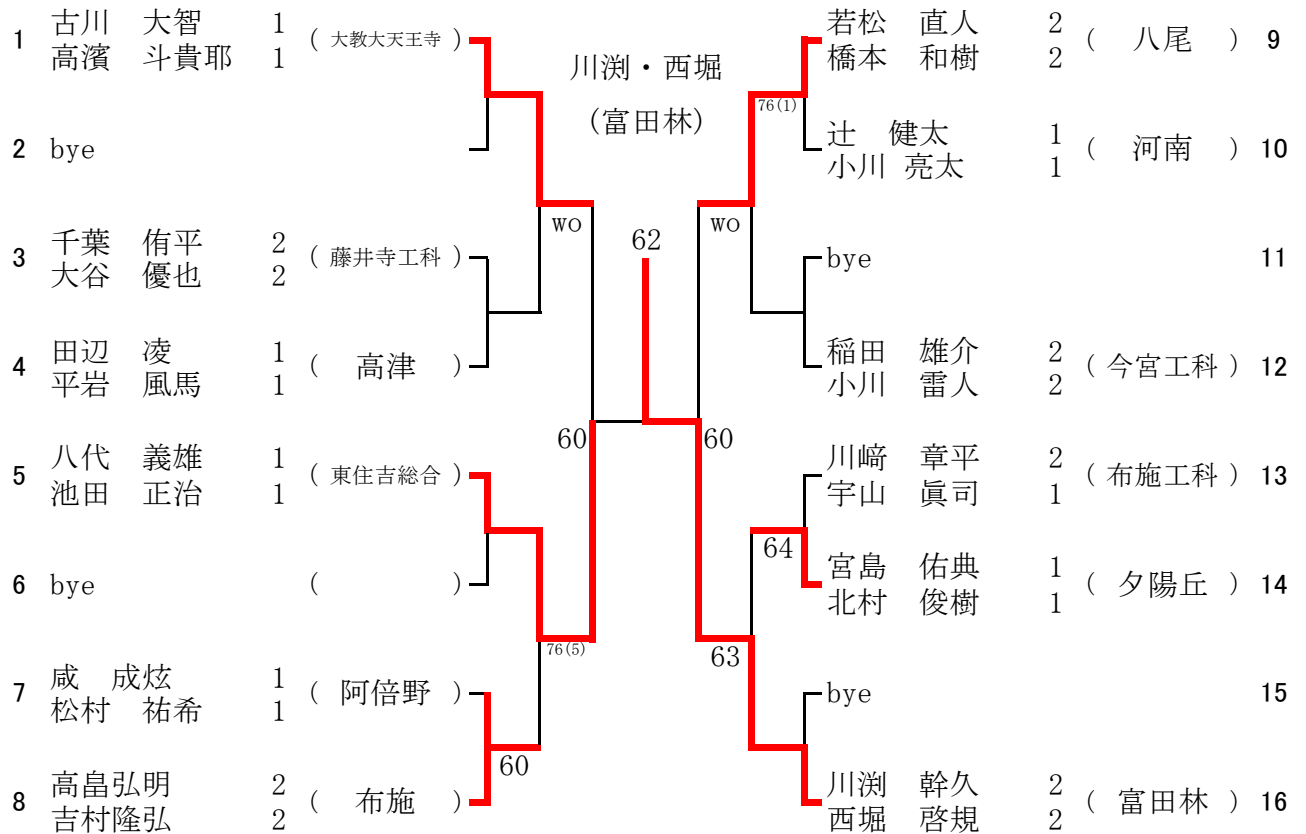 川渕・西堀
(富田林)
1 古川 大智 1 ( 大教大天王寺 )
高濱 斗貴耶 1
2 bye
3 千葉 侑平 2 ( 藤井寺工科 )
大谷 優也 2
4 田辺 凌 1 ( 高津 )
平岩 風馬 1
5 八代 義雄 1 ( 東住吉総合 )
池田 正治 1
6 bye ( )
7 咸 成炫 1 ( 阿倍野 )
松村 祐希 1
8 高畠弘明 2 ( 布施 )
吉村隆弘 2
wo
60
76(5)
60
62
若松 直人 2 ( 八尾 ) 9
橋本 和樹 2
76(1)
辻 健太 1 ( 河南 ) 10
小川 亮太 1
wo
bye 11
稲田 雄介 2 ( 今宮工科 ) 12
小川 雷人 2
60
川﨑 章平 2 ( 布施工科 ) 13
宇山 眞司 1
64
宮島 佑典 1 ( 夕陽丘 ) 14
北村 俊樹 1
63
bye 15
川渕 幹久 2 ( 富田林 ) 16
西堀 啓規 2